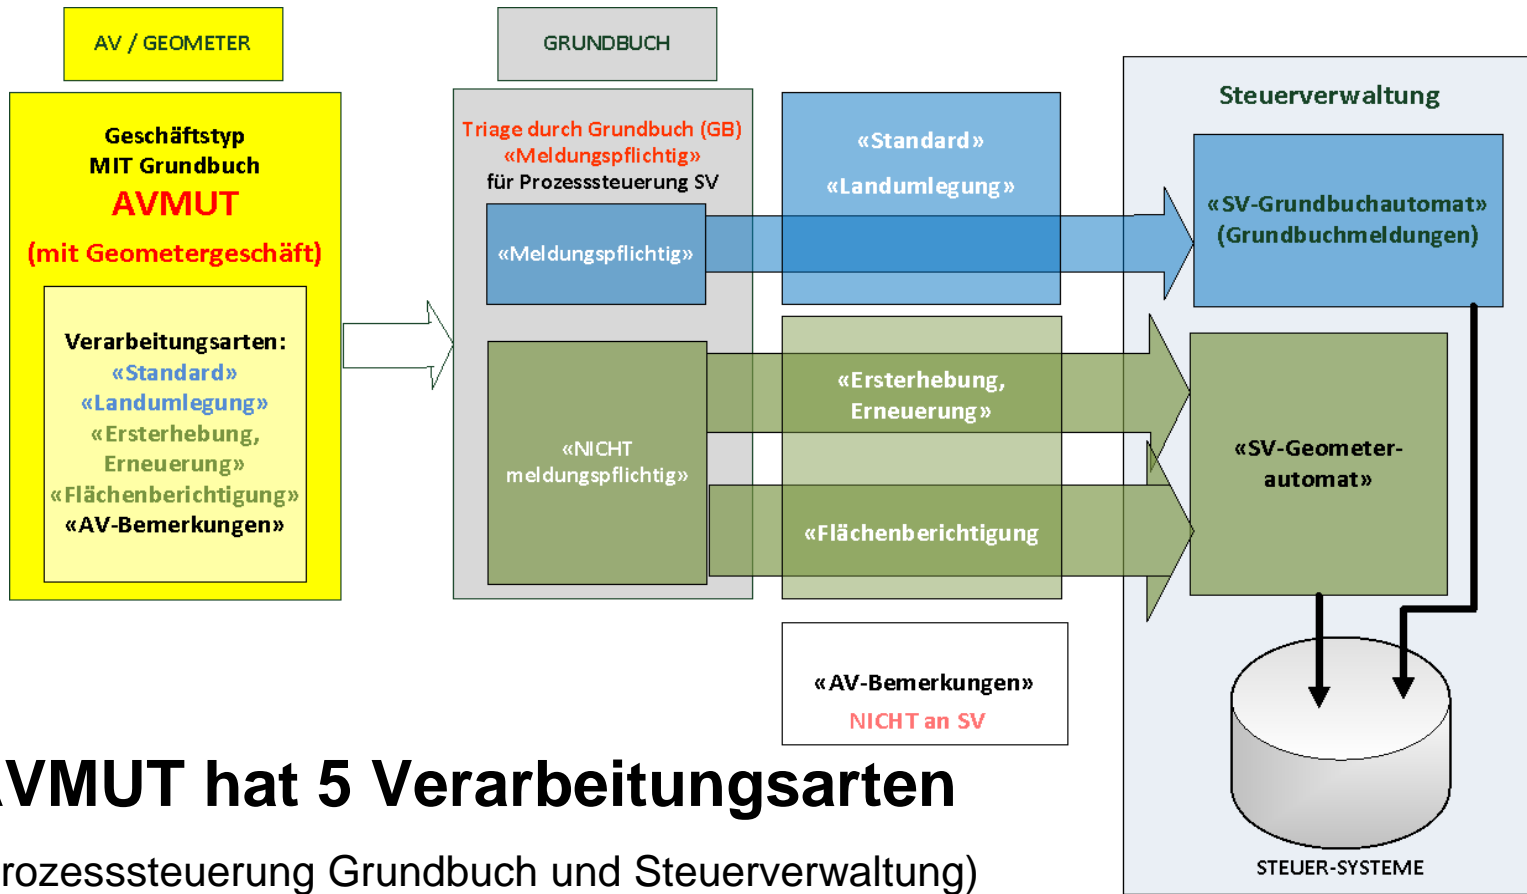 AV / GEOMETER
Geschäftstyp
MIT Grundbuch
AVMUT
(mit Geometergeschäft)
Verarbeitungsarten:
«Standard»
«Landumlegung»
«Ersterhebung,
Erneuerung»
«Flächenberichtigung»
«AV-Bemerkungen»
GRUNDBUCH
Triage durch Grundbuch (GB)
«Meldungspflichtig»
für Prozesssteuerung SV
«Meldungspflichtig»
«NICHT
meldungspflichtig»
«Standard»
«Landumlegung»
«Ersterhebung,
Erneuerung»
«Flächenberichtigung
«AV-Bemerkungen»
NICHT an SV
Steuerverwaltung
«SV-Grundbuchautomat»
(Grundbuchmeldungen)
«SV-Geometer-
automat»
STEUER-SYSTEME
AVMUT hat 5 Verarbeitungsarten
rozesssteuerung Grundbuch und Steuerverwaltung)